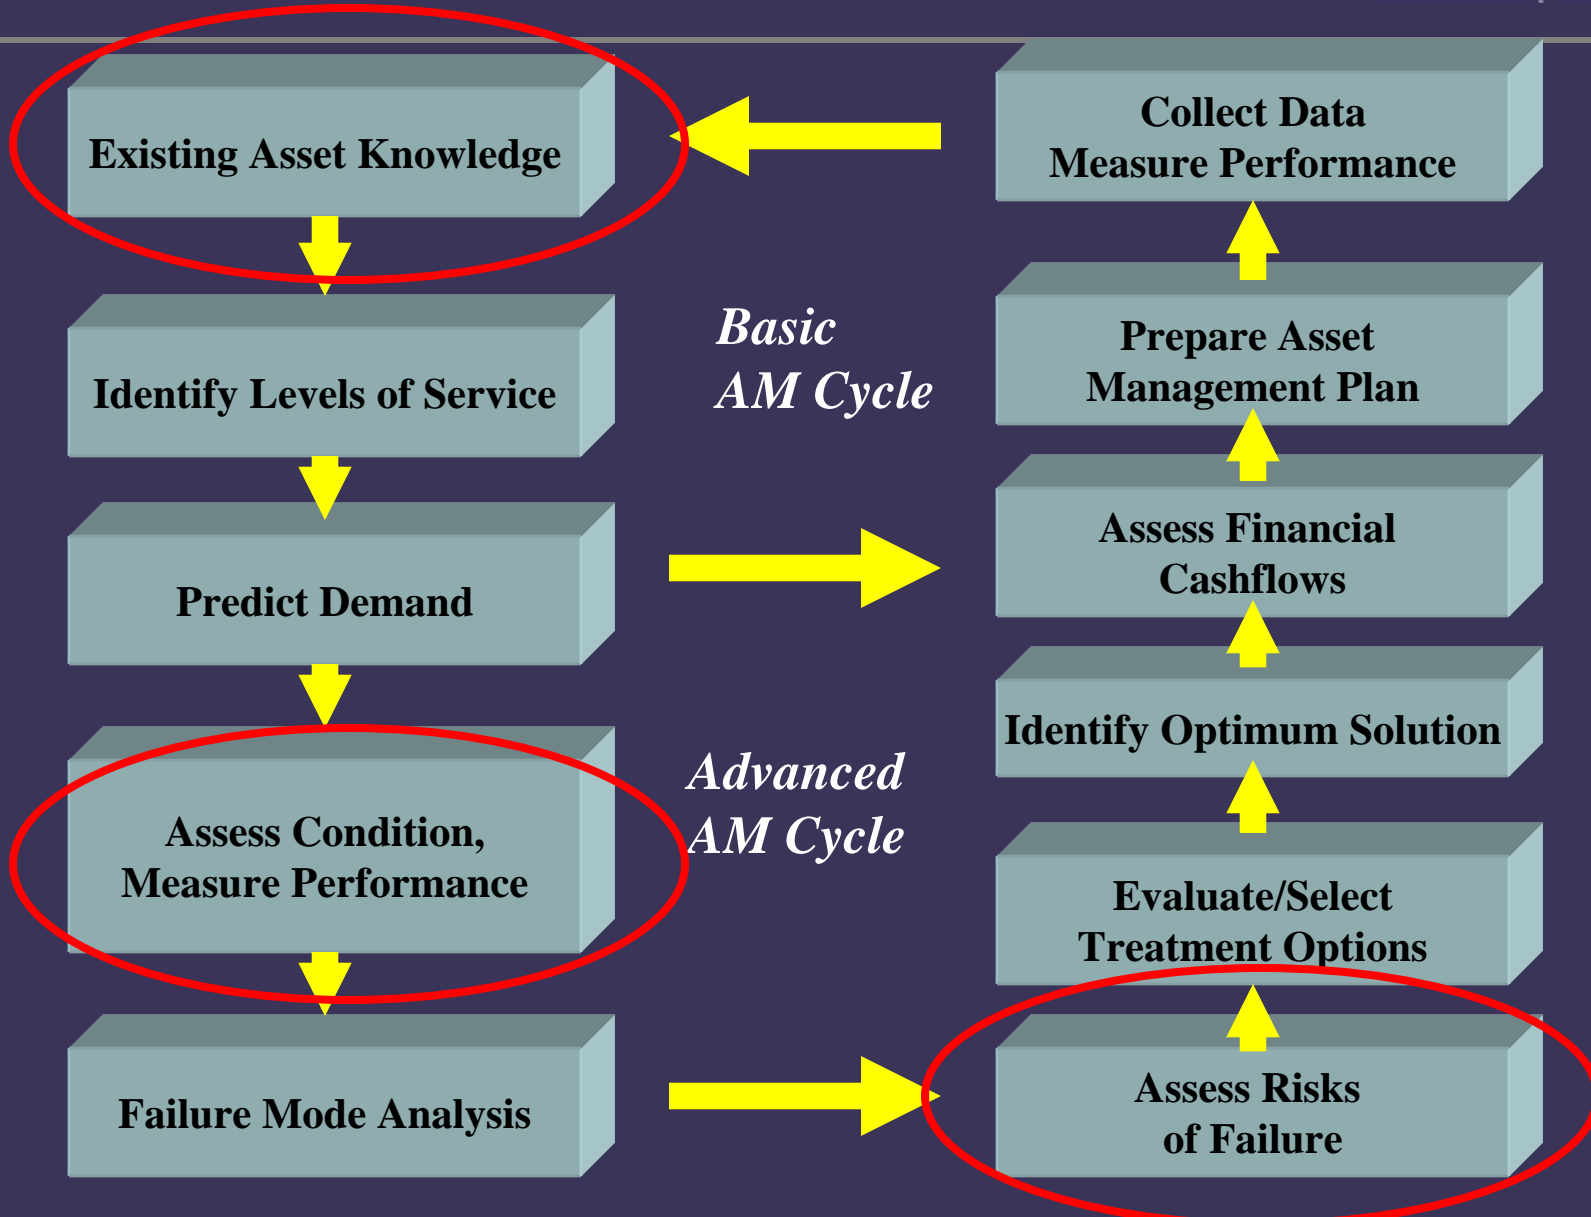 Existing Asset Knowledge
Identify Levels of Service
Predict Demand
Assess Condition,
Measure Performance
Failure Mode Analysis
Basic
AM Cycle
Advanced
AM Cycle
Collect Data
Measure Performance
Prepare Asset
Management Plan
Assess Financial
Cashflows
Identify Optimum Solution
Evaluate/Select
Treatment Options
Assess Risks
of Failure